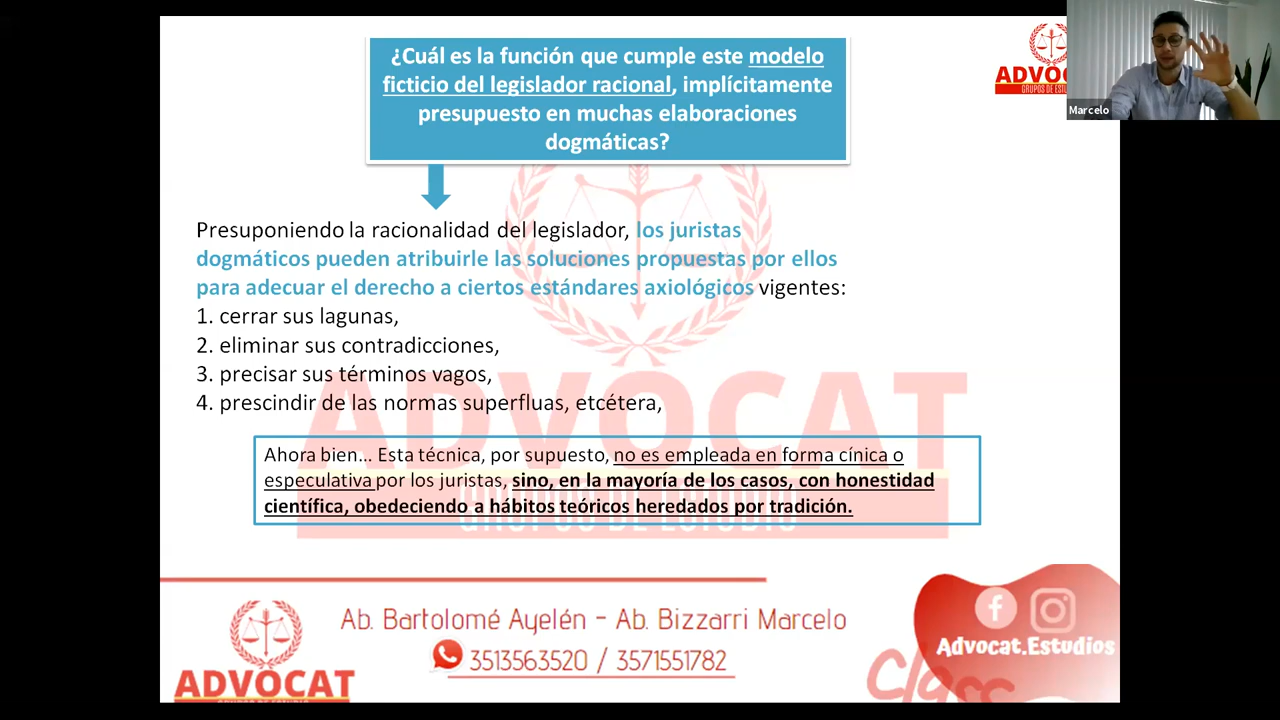 ¿Cuál es la función que cumple este modelo
ficticio del legislador racional, implícitamente
presupuesto en muchas elaboraciones
dogmáticas?
Marcelo
Presuponiendo la racionalidad del legislador, los juristas
dogmáticos pueden atribuirle las soluciones propuestas por ellos
para adecuar el derecho a ciertos estándares axiológicos vigentes:
1. cerrar sus lagunas,
2. eliminar sus contradicciones,
3. precisar sus términos vagos,
4. prescindir de las normas superfluas, etcétera,
ADVOCAT
Ahora bien... Esta técnica, por supuesto, no es empleada en forma cínica o
especulativa por los juristas, sino, en la mayoría de los casos, con honestidad
científica, obedeciendo a hábitos teóricos heredados por tradición.
GRUPOS DE ESTUDIO
Ab. Bartolomé Ayelén - Ab. Bizzarri Marcelo
3513563520 / 3571551782
ADVOCAT
Advocat.Estudios
Class